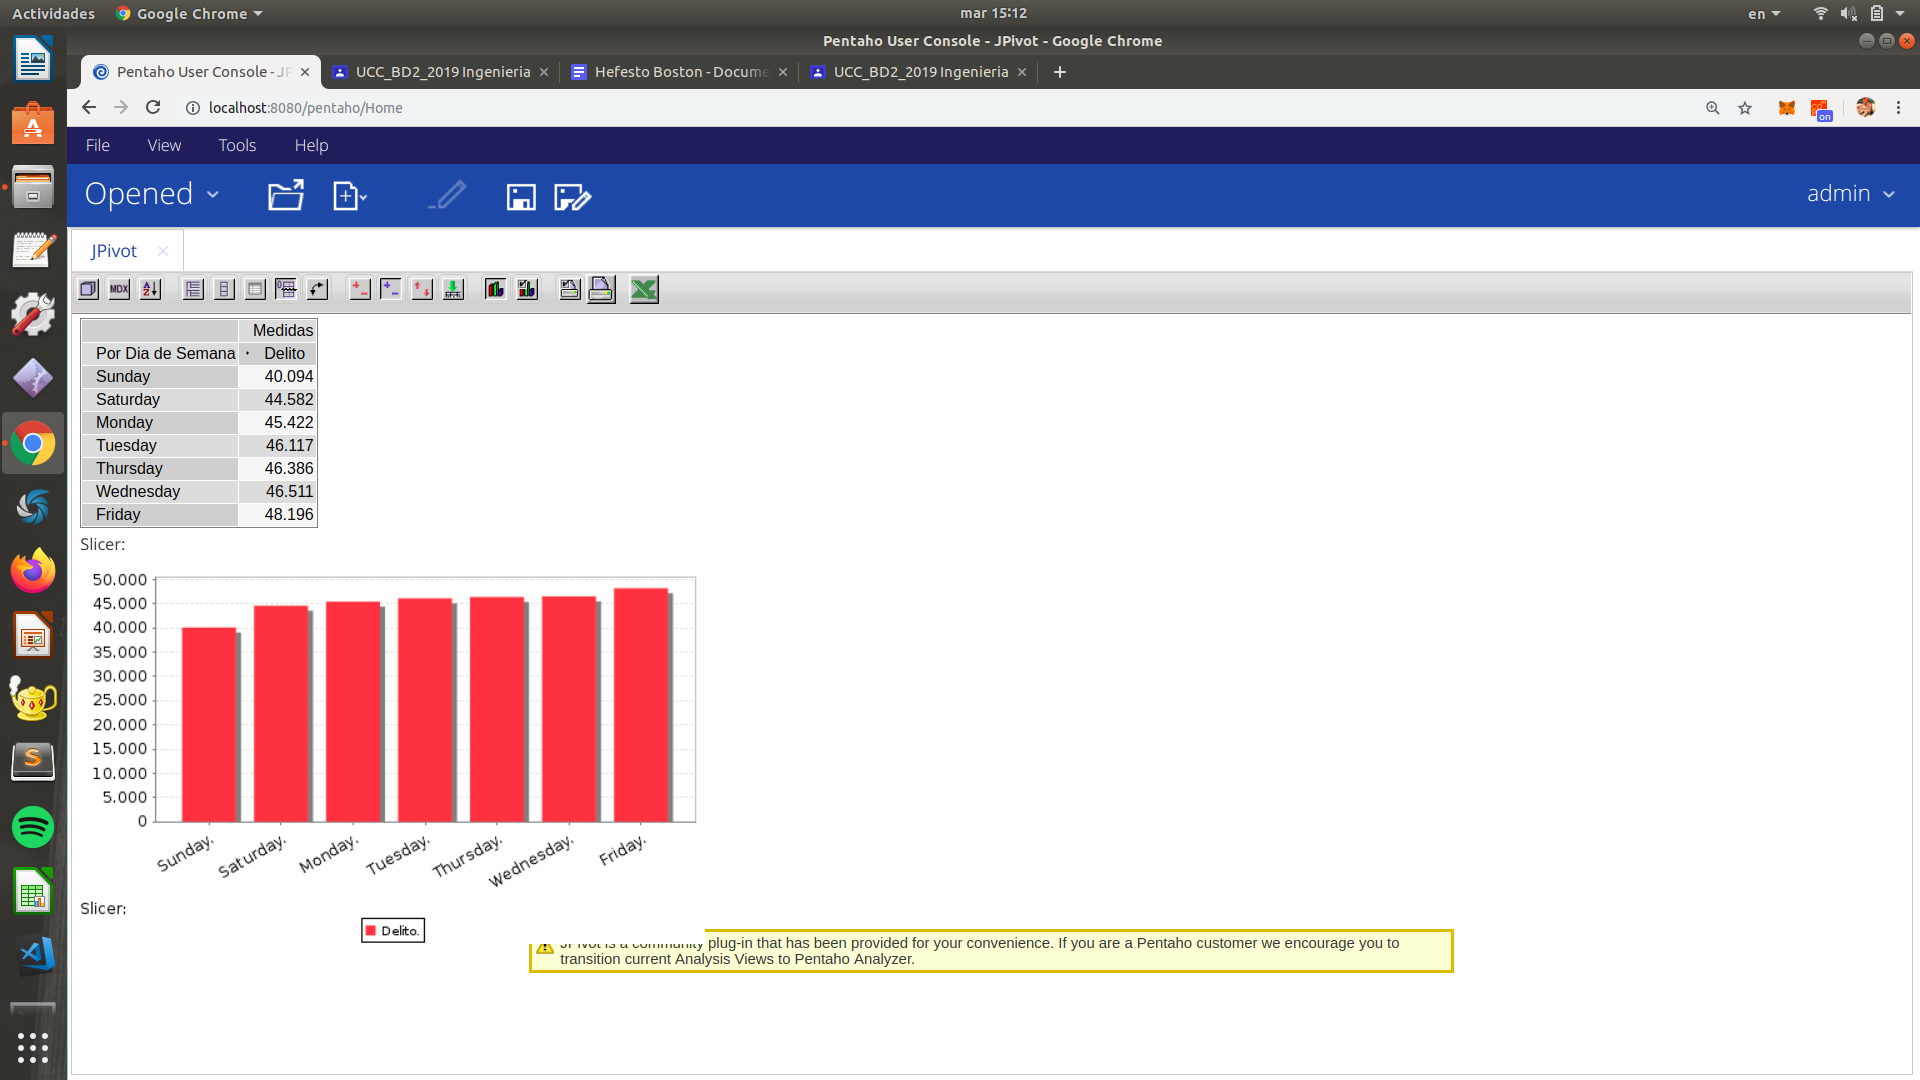 Actividades
Google Chrome
mar 15:12
en
Pentaho User Console - JPivot - Google Chrome
Pentaho User Console - JP
UCC_BD2_2019 Ingenieria
Hefesto Boston - Docume
UCC_BD2_2019 Ingenieria
localhost:8080/pentaho/Home
on
File
View
Tools
Help
Opened
admin
JPivot
MDX
Medidas
Por Dia de Semana
Delito
Sunday 40.094
Saturday 44.582
Monday 45.422
Tuesday 46.117
Thursday 46.386
Wednesday 46.511
Friday 48.196
Slicer:
50.000
45.000
40.000
35.000
30.000
25.000
20.000
15.000
10.000
5.000
0
Sunday.
Saturday.
Monday.
Tuesday.
Thursday.
Wednesday.
Friday.
Slicer:
Delito.
JPivot is a community plug-in that has been provided for your convenience. If you are a Pentaho customer we encourage you to
transition current Analysis Views to Pentaho Analyzer.